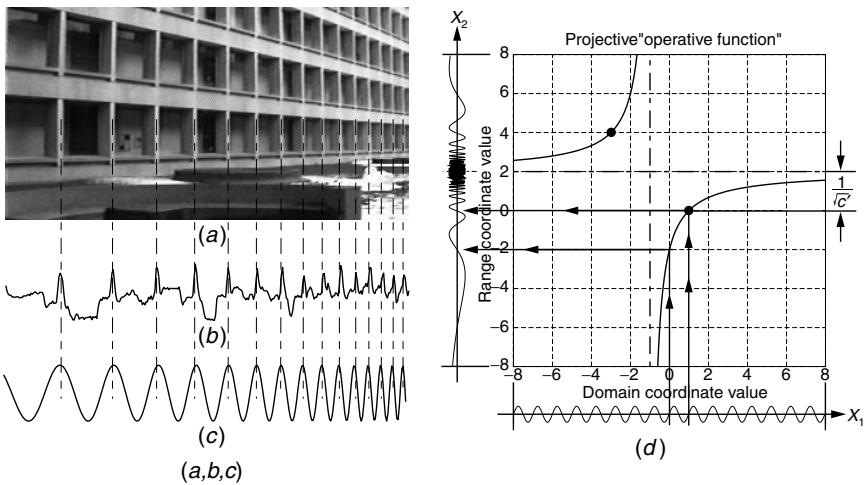 (a)
(b)
(c)
(a,b,c)
X2
Projective"operative function"
8
6
4
2
0
−2
−4
−6
−8
Range coordinate value
−8 −4 −2 0 2 4 6 8
Domain coordinate value
X1
1
√c′
(d)